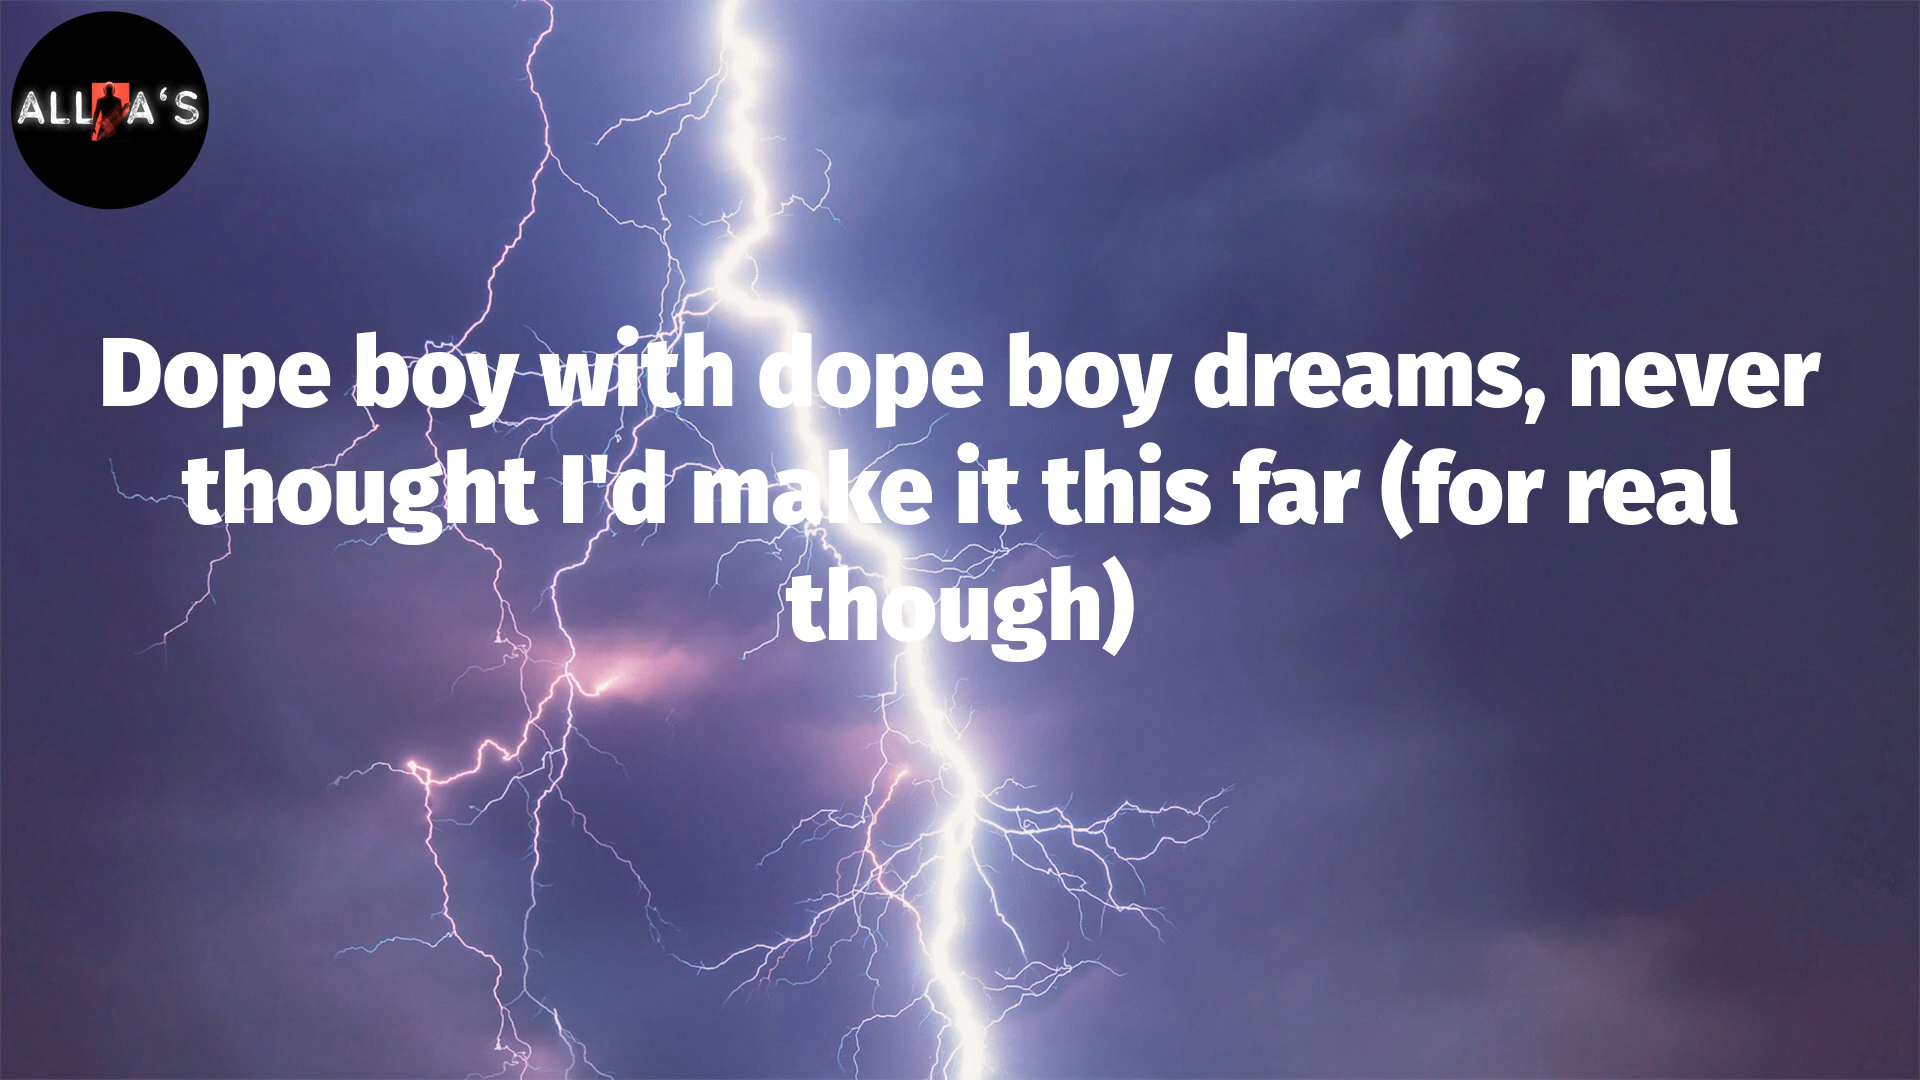 ALL A‘S
Dope boy with dope boy dreams, never
thought I'd make it this far (for real
though)